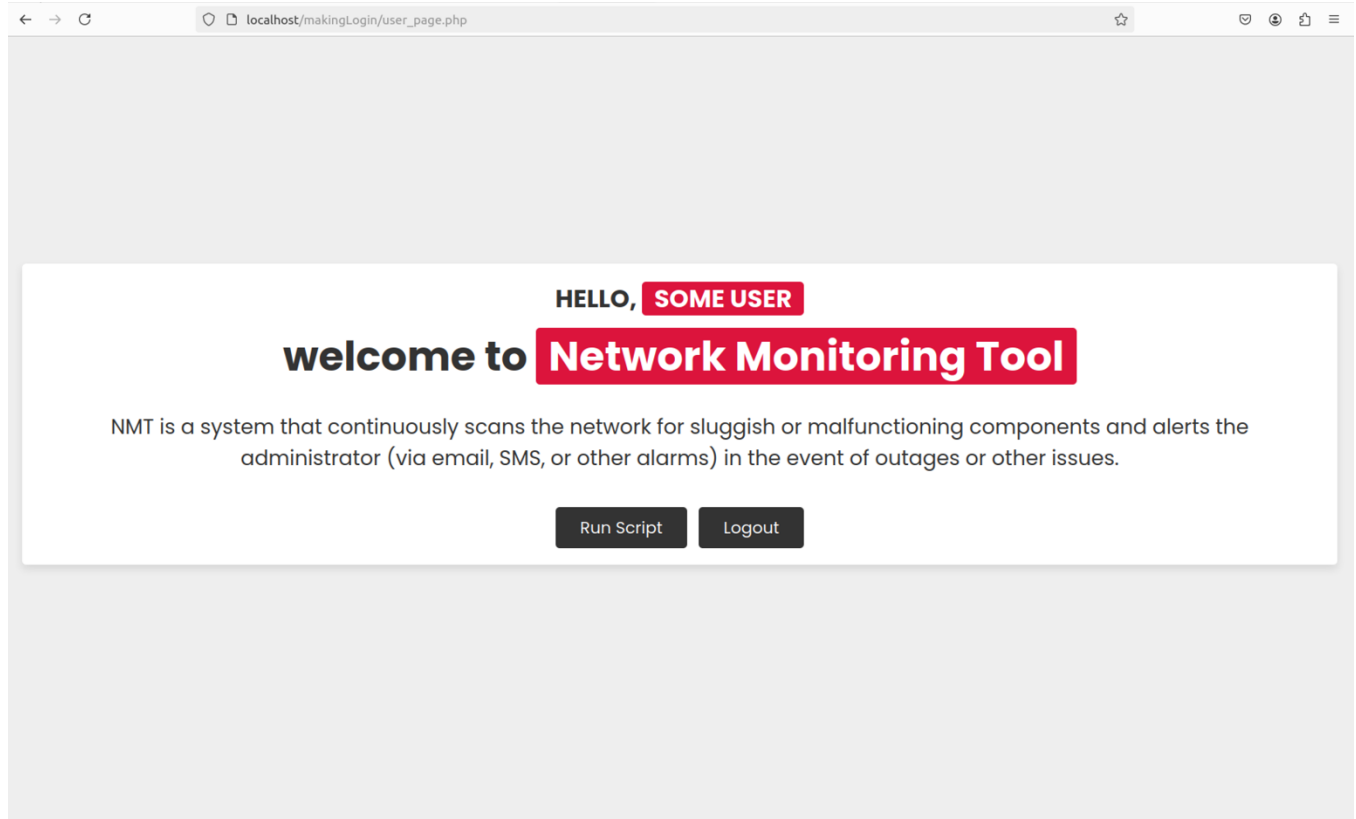 localhost/makingLogin/user_page.php
HELLO, SOME USER
welcome to Network Monitoring Tool
NMT is a system that continuously scans the network for sluggish or malfunctioning components and alerts the
administrator (via email, SMS, or other alarms) in the event of outages or other issues.
Run Script Logout